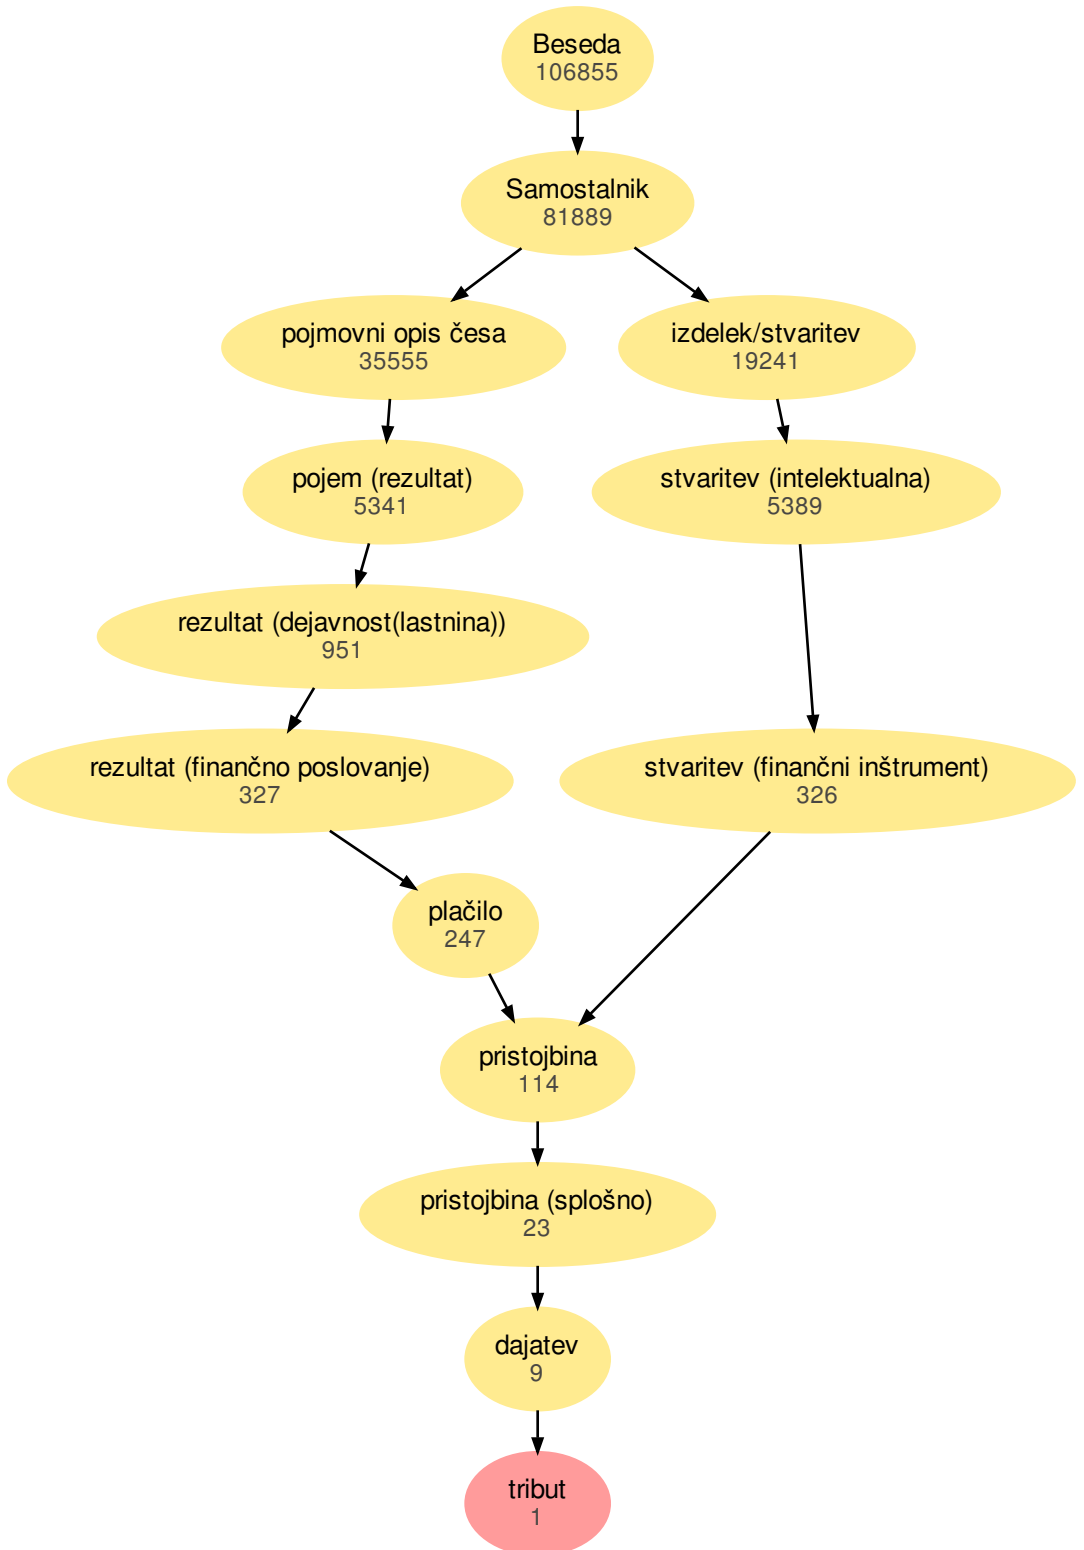 Beseda
106855
Samostalnik
81889
pojmovni opis česa
35555
izdelek/stvaritev
19241
pojem (rezultat)
5341
stvaritev (intelektualna)
5389
rezultat (dejavnost(lastnina))
951
rezultat (finančno poslovanje)
327
stvaritev (finančni inštrument)
326
plačilo
247
pristojbina
114
pristojbina (splošno)
23
dajatev
9
tribut
1